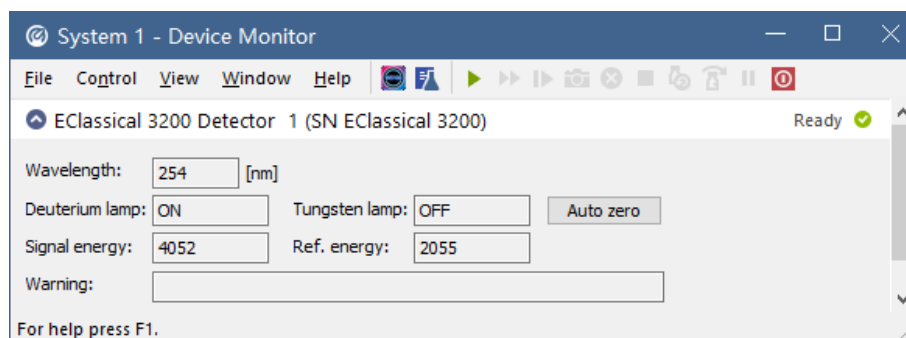 System 1 - Device Monitor
File Control View Window Help
EClassical 3200 Detector 1 (SN EClassical 3200) Ready
Wavelength: 254 [nm]
Deuterium lamp: ON Tungsten lamp: OFF Auto zero
Signal energy: 4052 Ref. energy: 2055
Warning:
For help press F1.